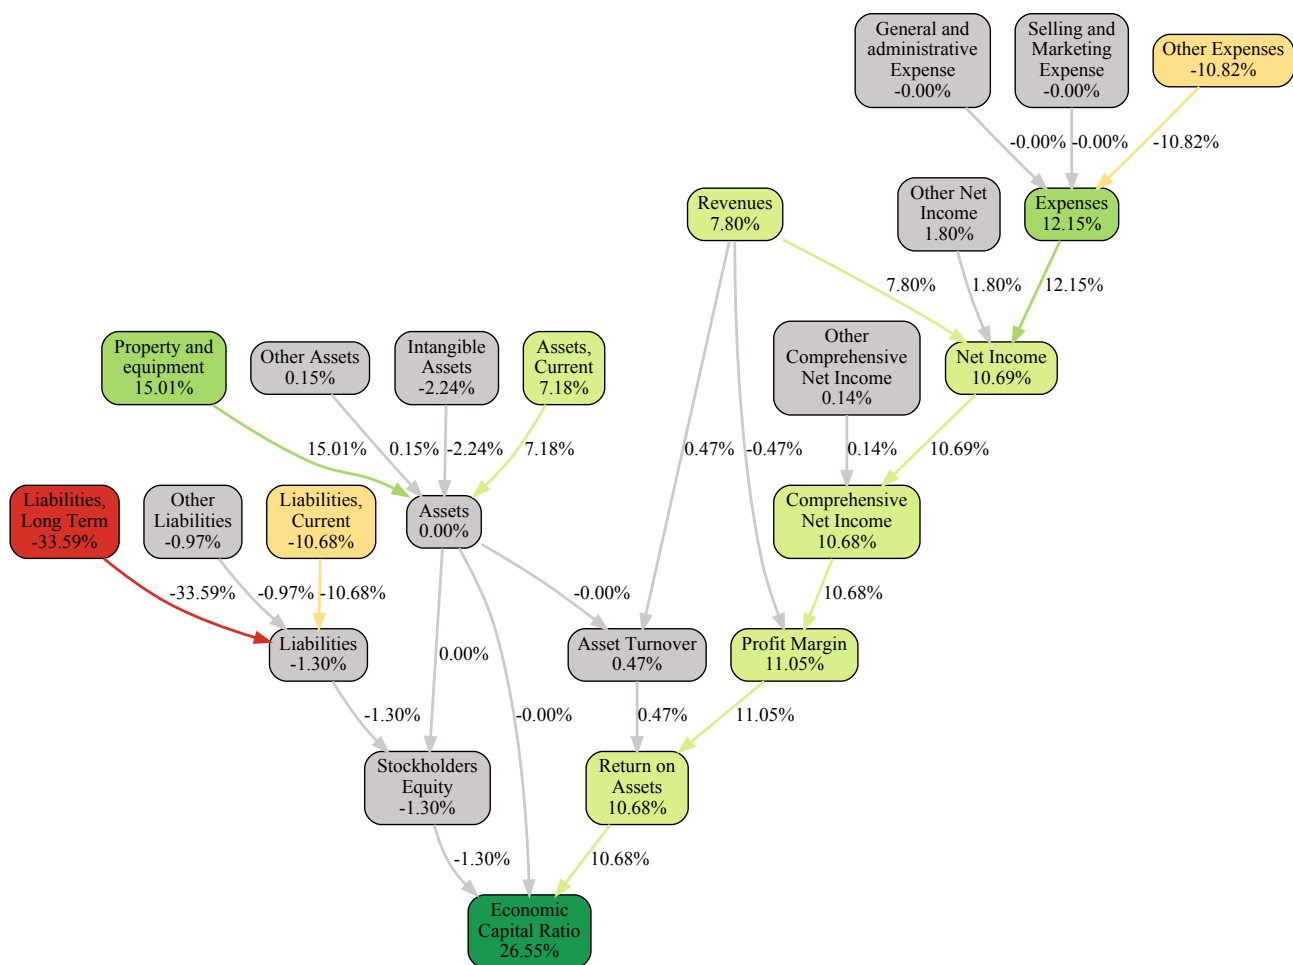 General and
administrative
Expense
-0.00%
Selling and
Marketing
Expense
-0.00%
Other Expenses
-10.82%
-0.00%
-0.00%
-10.82%
Revenues
7.80%
Other Net
Income
1.80%
Expenses
12.15%
7.80%
1.80%
12.15%
Property and
equipment
15.01%
Other Assets
0.15%
Intangible
Assets
-2.24%
Assets,
Current
7.18%
Other
Comprehensive
Net Income
0.14%
Net Income
10.69%
15.01%
0.15%
-2.24%
7.18%
0.47%
-0.47%
0.14%
10.69%
Liabilities,
Long Term
-33.59%
Other
Liabilities
-0.97%
Liabilities,
Current
-10.68%
Assets
0.00%
Comprehensive
Net Income
10.68%
-33.59%
-0.97%
-10.68%
-0.00%
10.68%
Liabilities
-1.30%
0.00%
Asset Turnover
0.47%
Profit Margin
11.05%
-1.30%
-0.00%
0.47%
11.05%
Stockholders
Equity
-1.30%
Return on
Assets
10.68%
-1.30%
10.68%
Economic
Capital Ratio
26.55%